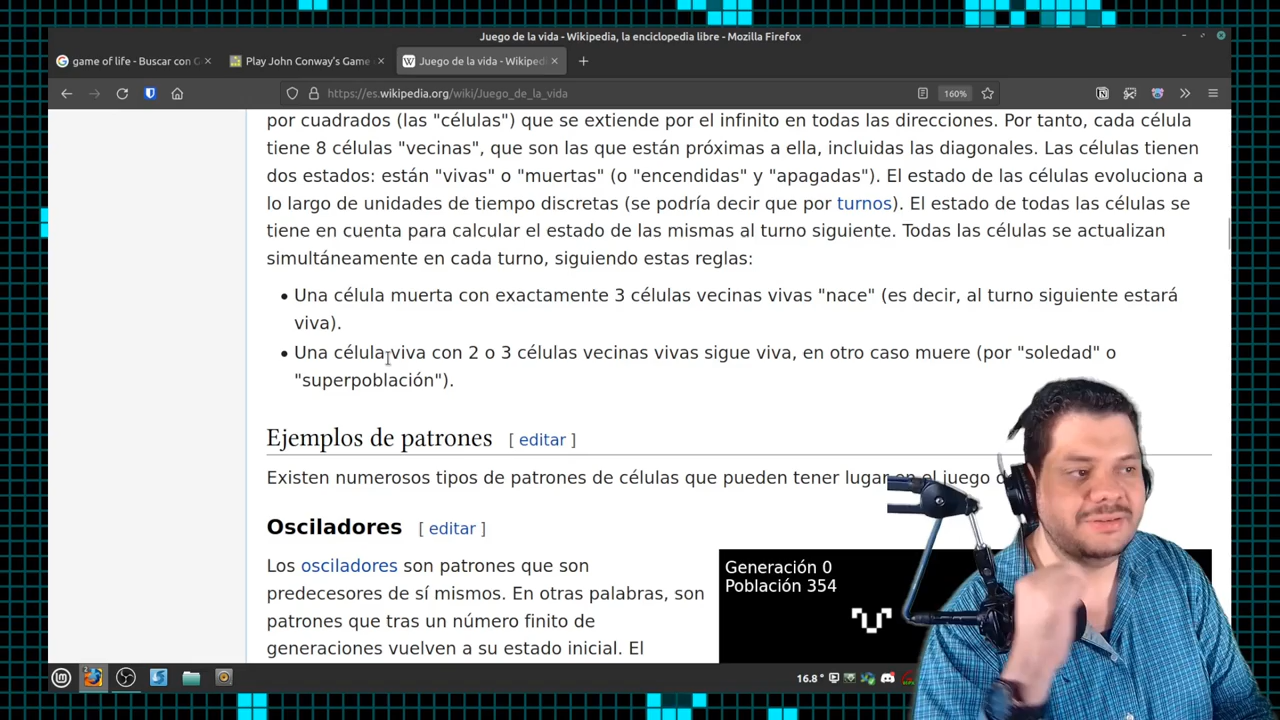 Juego de la vida - Wikipedia, la enciclopedia libre - Mozilla Firefox
game of life - Buscar con G
Play John Conway's Game
Juego de la vida - Wikiped
https://es.wikipedia.org/wiki/Juego_de_la_vida
160%
por cuadrados (las "células") que se extiende por el infinito en todas las direcciones. Por tanto, cada célula
tiene 8 células "vecinas", que son las que están próximas a ella, incluidas las diagonales. Las células tienen
dos estados: están "vivas" o "muertas" (o "encendidas" y "apagadas"). El estado de las células evoluciona a
lo largo de unidades de tiempo discretas (se podría decir que por turnos). El estado de todas las células se
tiene en cuenta para calcular el estado de las mismas al turno siguiente. Todas las células se actualizan
simultáneamente en cada turno, siguiendo estas reglas:
• Una célula muerta con exactamente 3 células vecinas vivas "nace" (es decir, al turno siguiente estará
viva).
• Una célula viva con 2 o 3 células vecinas vivas sigue viva, en otro caso muere (por "soledad" o
"superpoblación").
Ejemplos de patrones [ editar ]
Existen numerosos tipos de patrones de células que pueden tener lugar en el juego
Osciladores [ editar ]
Los osciladores son patrones que son
predecesores de sí mismos. En otras palabras, son
patrones que tras un número finito de
generaciones vuelven a su estado inicial. El
Generación 0
Población 354
16.8 °